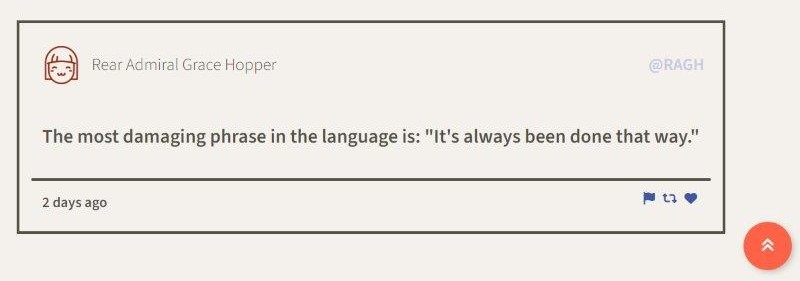 Rear Admiral Grace Hopper
@RAGH
The most damaging phrase in the language is: "It's always been done that way."
2 days ago